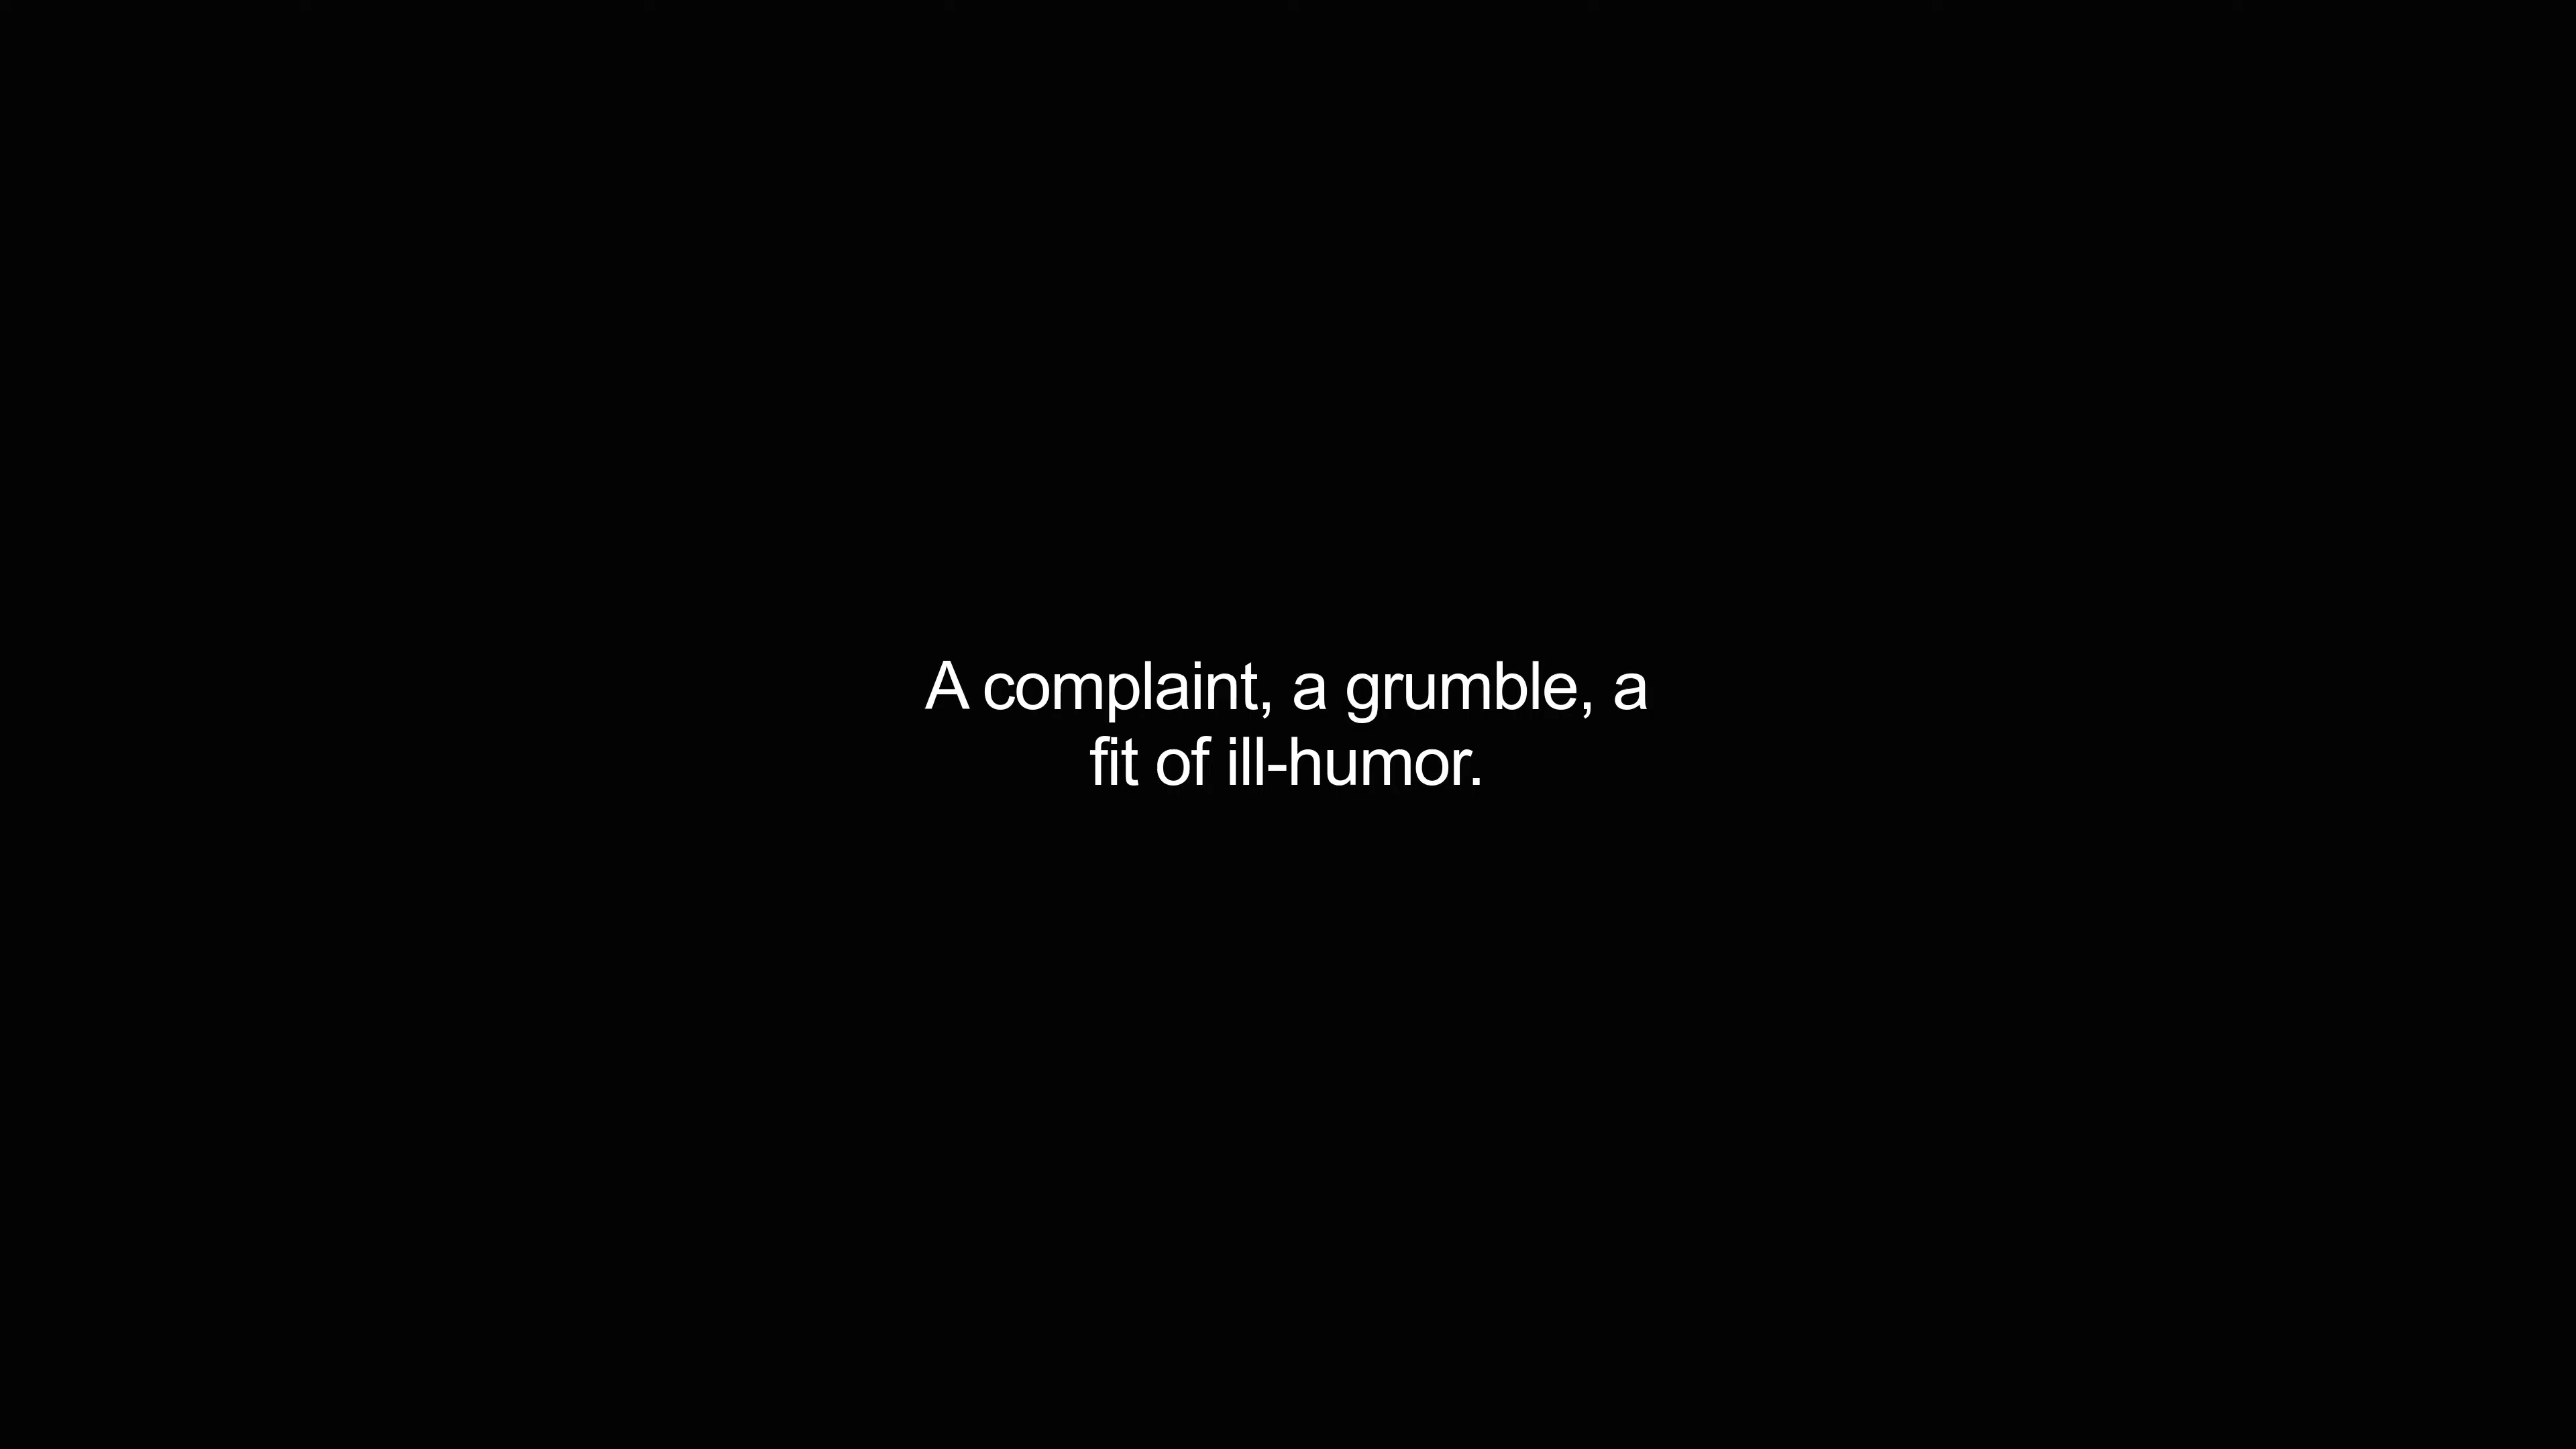 A complaint, a grumble, a
fit of ill-humor.